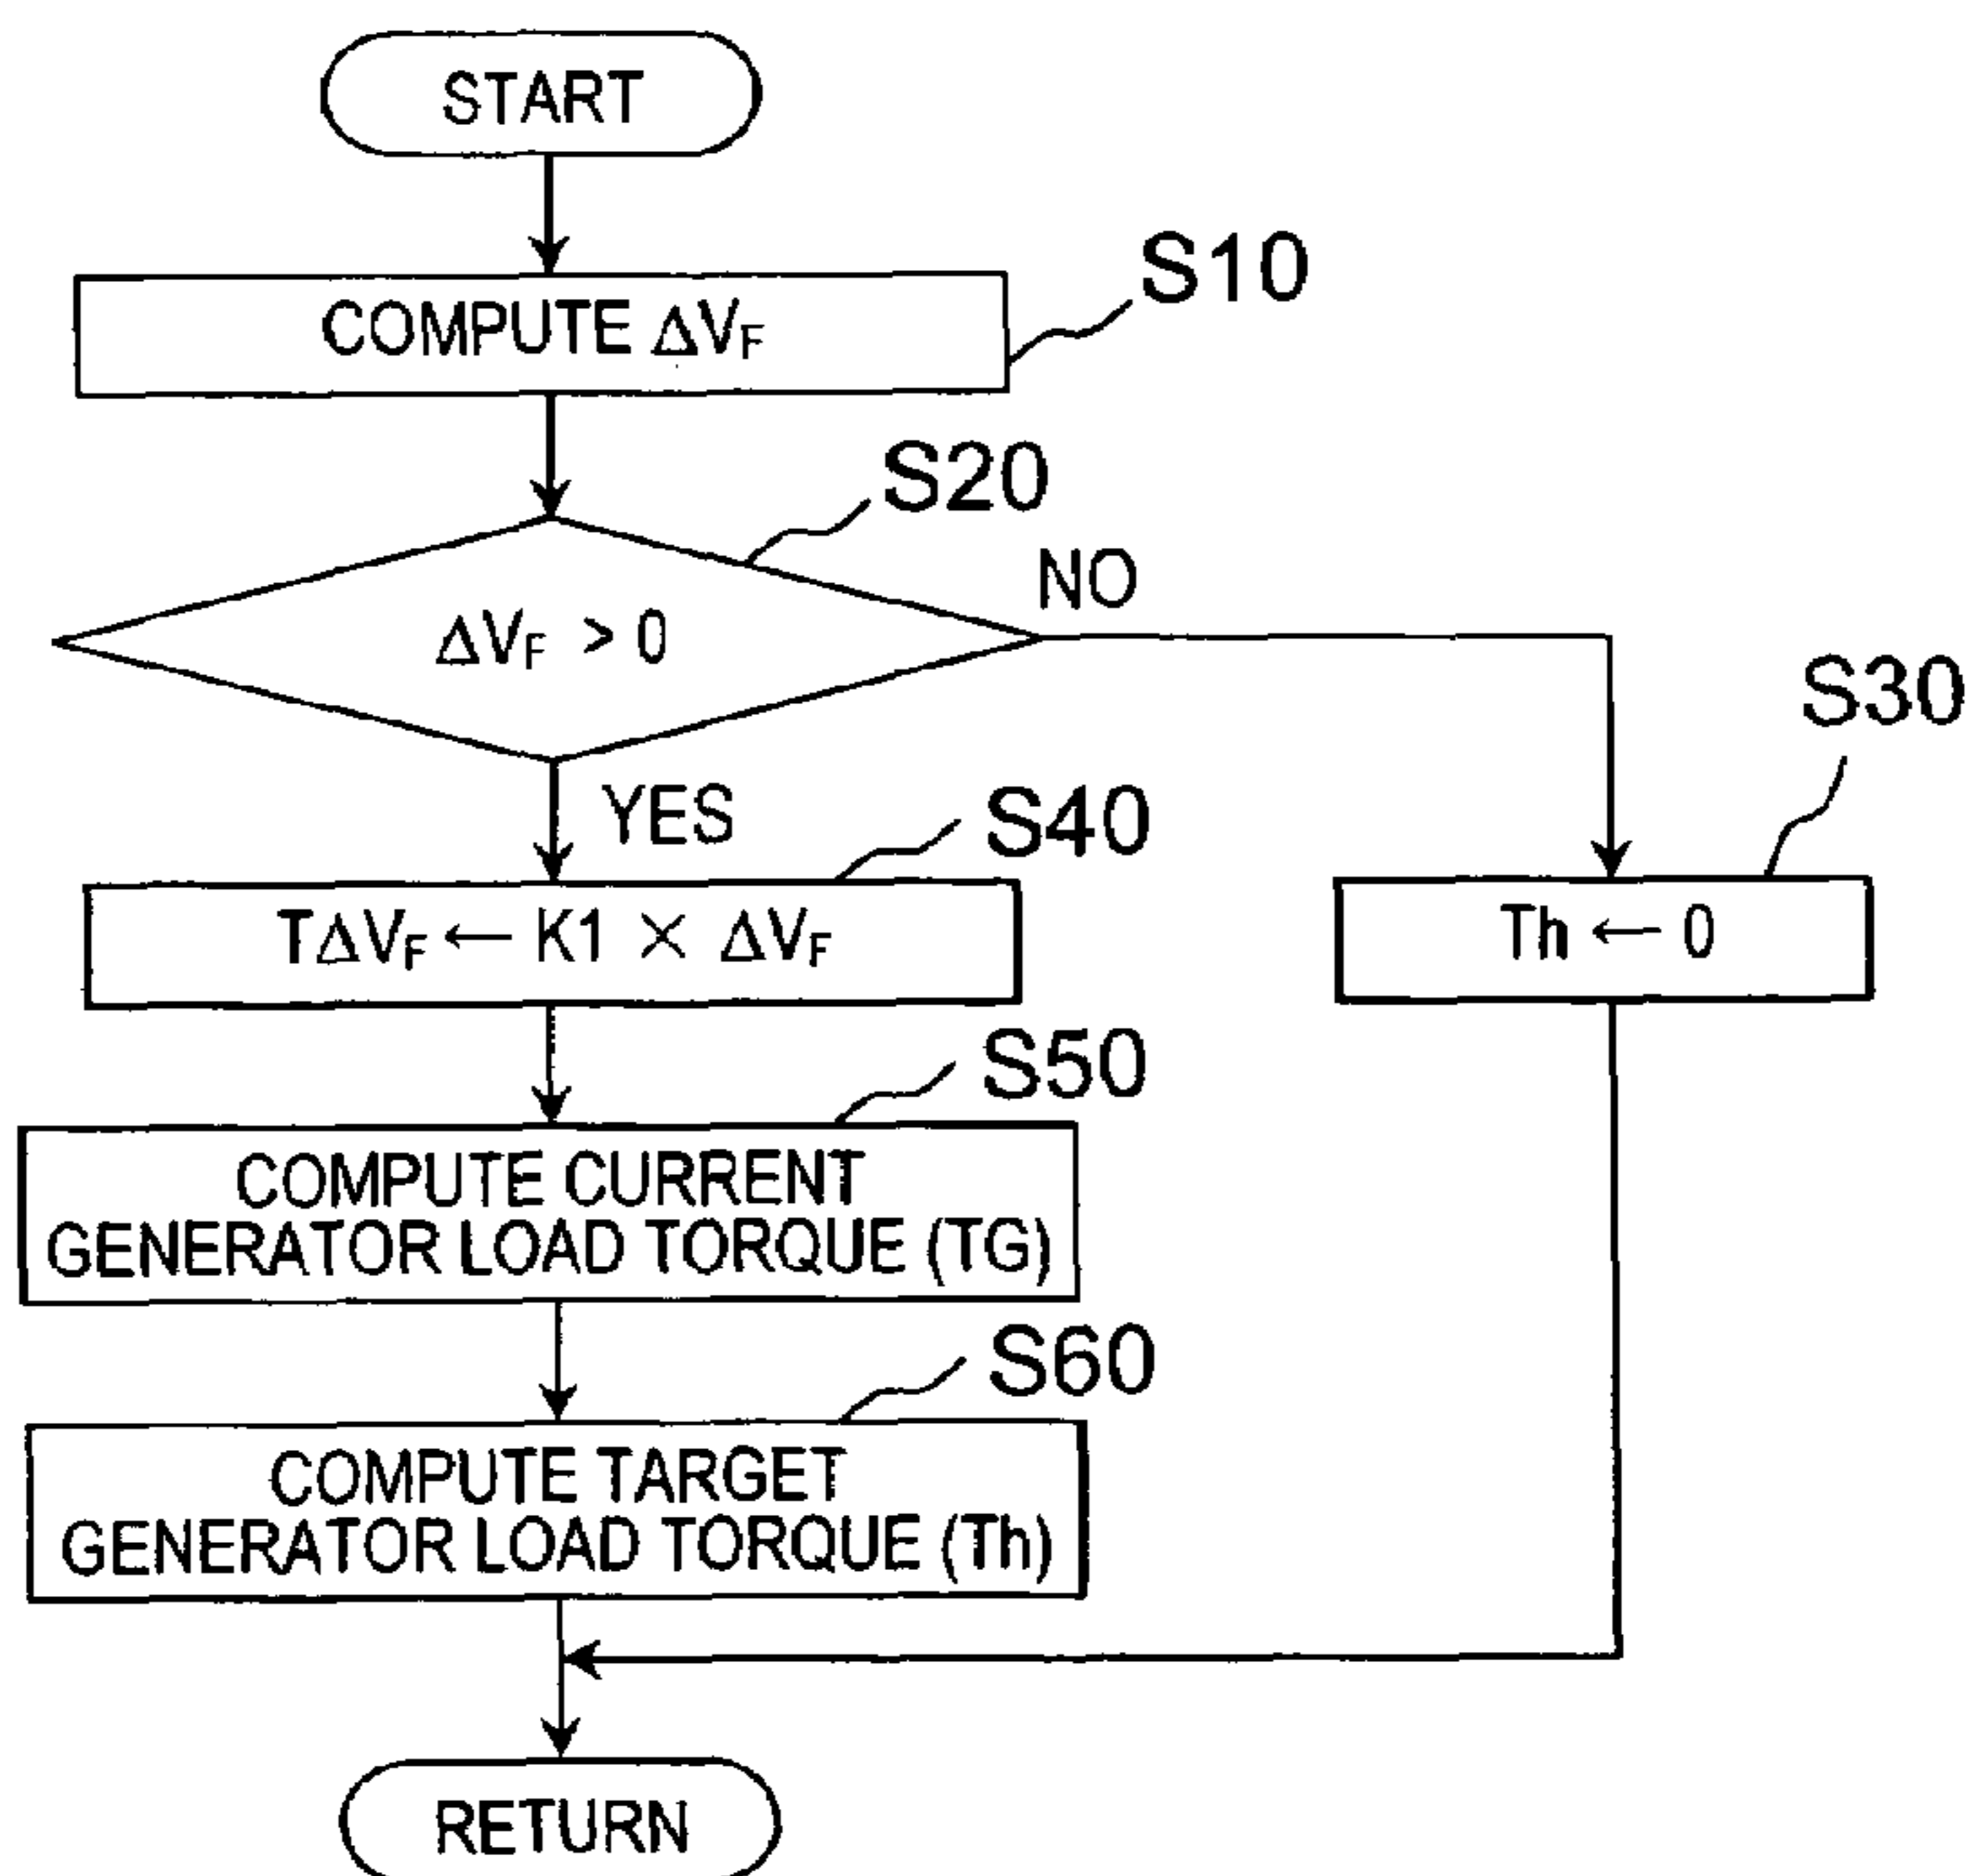 START
S10
COMPUTE ΔVF
S20
NO
ΔVF > 0
S30
YES
S40
TΔVF ← K1 × ΔVF
Th ← 0
S50
COMPUTE CURRENT
GENERATOR LOAD TORQUE (TG)
S60
COMPUTE TARGET
GENERATOR LOAD TORQUE (Th)
RETURN